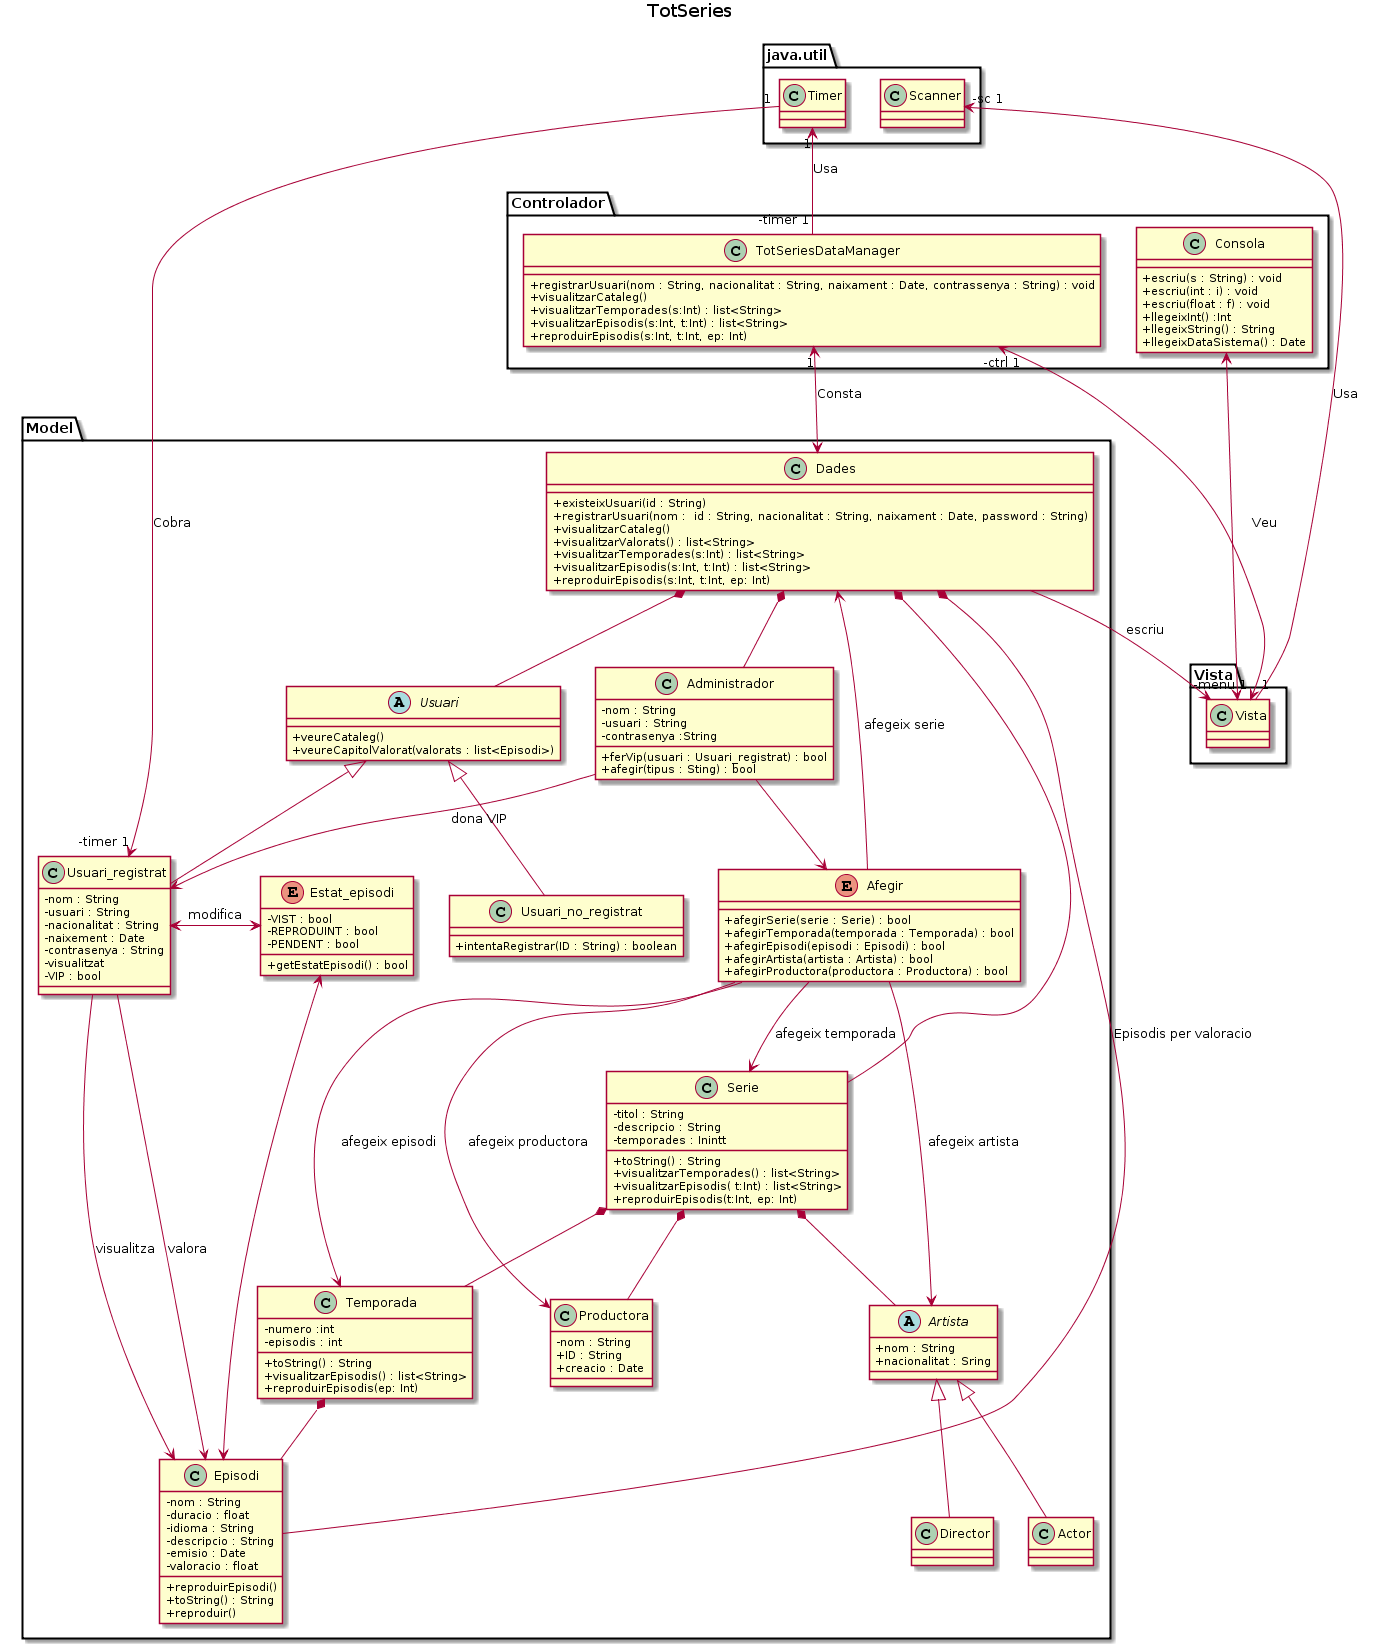 TotSeries
java.util
C Timer
C Scanner
1
-sc 1
1
Usa
Controlador
-timer 1
C TotSeriesDataManager
+registrarUsuari(nom : String, nacionalitat : String, naixament : Date, contrassenya : String) : void
+visualitzarCataleg()
+visualitzarTemporades(s:Int) : list<String>
+visualitzarEpisodis(s:Int, t:Int) : list<String>
+reproduirEpisodis(s:Int, t:Int, ep: Int)
C Consola
+escriu(s : String) : void
+escriu(int : i) : void
+escriu(float : f) : void
+llegeixInt() :Int
+llegeixString() : String
+llegeixDataSistema() : Date
1
-ctrl 1
Consta
Usa
Model
C Dades
+existeixUsuari(id : String)
+registrarUsuari(nom :  id : String, nacionalitat : String, naixament : Date, password : String)
+visualitzarCataleg()
+visualitzarValorats() : list<String>
+visualitzarTemporades(s:Int) : list<String>
+visualitzarEpisodis(s:Int, t:Int) : list<String>
+reproduirEpisodis(s:Int, t:Int, ep: Int)
Cobra
Veu
escriu
Vista
-menu 1
1
C Vista
A Usuari
+veureCataleg()
+veureCapitolValorat(valorats : list<Episodi>)
C Administrador
-nom : String
-usuari : String
-contrasenya :String
+ferVip(usuari : Usuari_registrat) : bool
+afegir(tipus : Sting) : bool
afegeix serie
dona VIP
-timer 1
C Usuari_registrat
-nom : String
-usuari : String
-nacionalitat : String
-naixement : Date
-contrasenya : String
-visualitzat
-VIP : bool
modifica
E Estat_episodi
-VIST : bool
-REPRODUINT : bool
-PENDENT : bool
+getEstatEpisodi() : bool
C Usuari_no_registrat
+intentaRegistrar(ID : String) : boolean
E Afegir
+afegirSerie(serie : Serie) : bool
+afegirTemporada(temporada : Temporada) : bool
+afegirEpisodi(episodi : Episodi) : bool
+afegirArtista(artista : Artista) : bool
+afegirProductora(productora : Productora) : bool
afegeix temporada
Episodis per valoracio
C Serie
-titol : String
-descripcio : String
-temporades : Inintt
+toString() : String
+visualitzarTemporades() : list<String>
+visualitzarEpisodis( t:Int) : list<String>
+reproduirEpisodis(t:Int, ep: Int)
afegeix episodi
afegeix productora
afegeix artista
visualitza
valora
C Temporada
-numero :int
-episodis : int
+toString() : String
+visualitzarEpisodis() : list<String>
+reproduirEpisodis(ep: Int)
C Productora
-nom : String
+ID : String
+creacio : Date
A Artista
+nom : String
+nacionalitat : Sring
C Episodi
-nom : String
-duracio : float
-idioma : String
-descripcio : String
-emisio : Date
-valoracio : float
+reproduirEpisodi()
+toString() : String
+reproduir()
C Director
C Actor